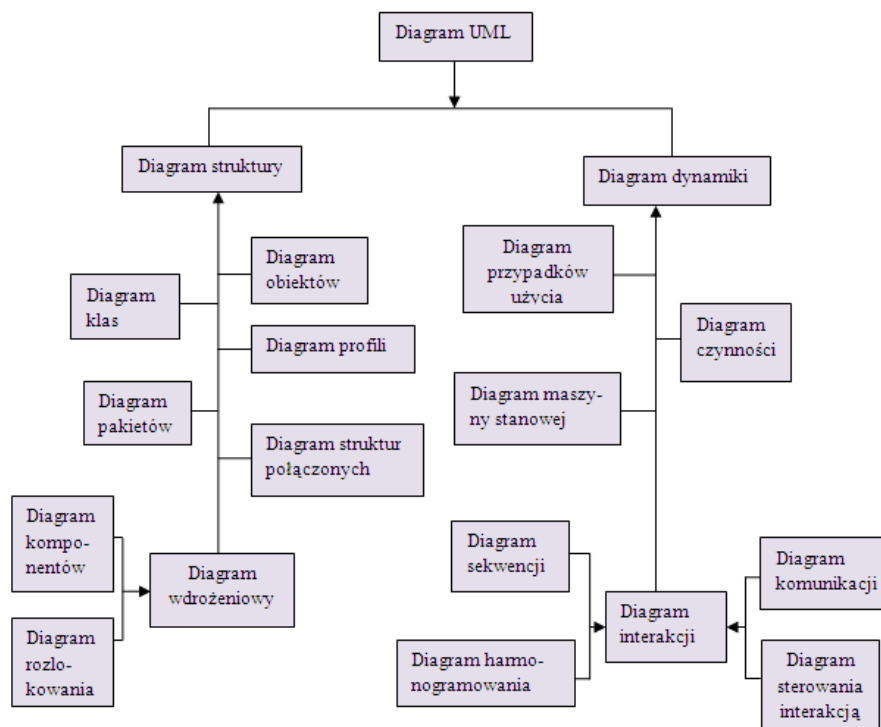 Diagram UML
Diagram struktury
Diagram dynamiki
Diagram
obiektów
Diagram
klas
Diagram profili
Diagram
pakietów
Diagram struktur
połączonych
Diagram
kompo-
nentów
Diagram
wdrożeniowy
Diagram
rozlo-
kowania
Diagram
przypadków
użycia
Diagram
czynności
Diagram maszy-
ny stanowej
Diagram
sekwencji
Diagram
komunikacji
Diagram
interakcji
Diagram harmo-
nogramowania
Diagram
sterowania
interakcją